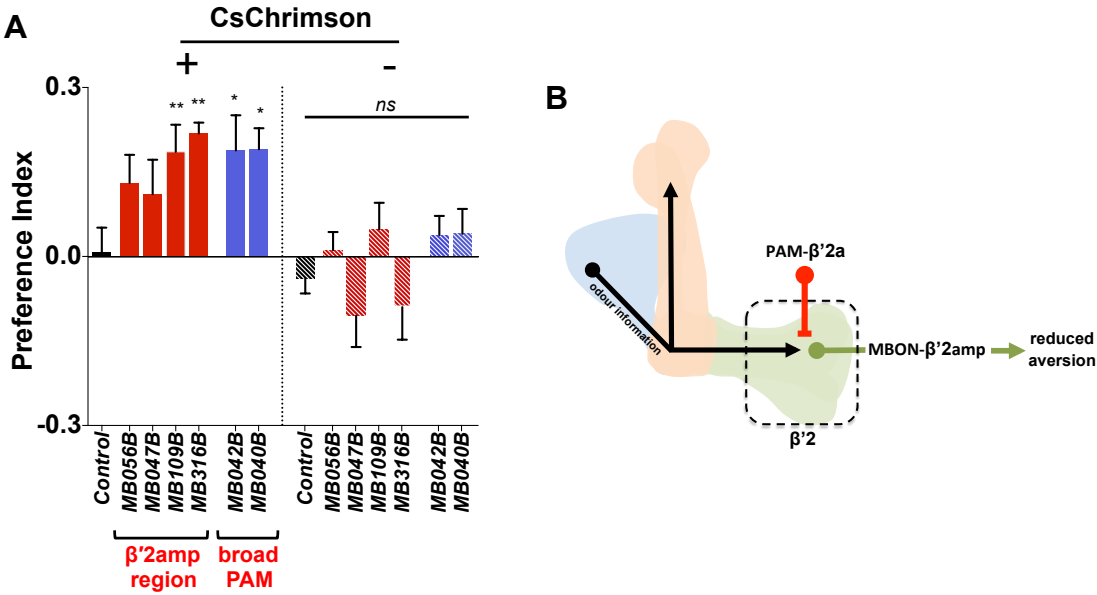 A
CsChrimson
+
-
0.3
0.0
-0.3
Preference Index
**
**
*
*
ns
Control
MB056B
MB047B
MB109B
MB316B
MB042B
MB040B
Control
MB056B
MB047B
MB109B
MB316B
MB042B
MB040B
β'2amp
region
broad
PAM
B
PAM-β'2a
odour information
MBON-β'2amp
reduced
aversion
β'2